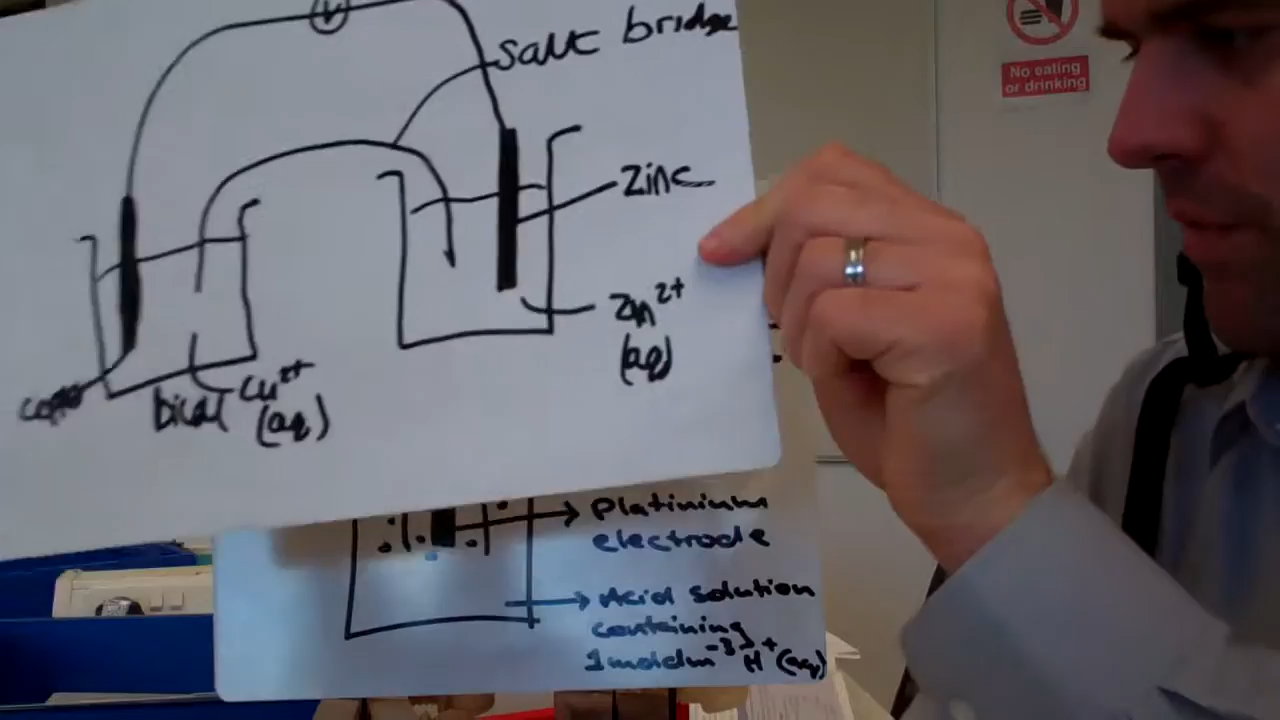 V
salt bridge
No eating
or drinking
zinc
Zn²⁺
(aq)
Cu²⁺
(aq)
Platinium
electrode
Acid solution
containing
1moldm⁻³ H⁺(aq)